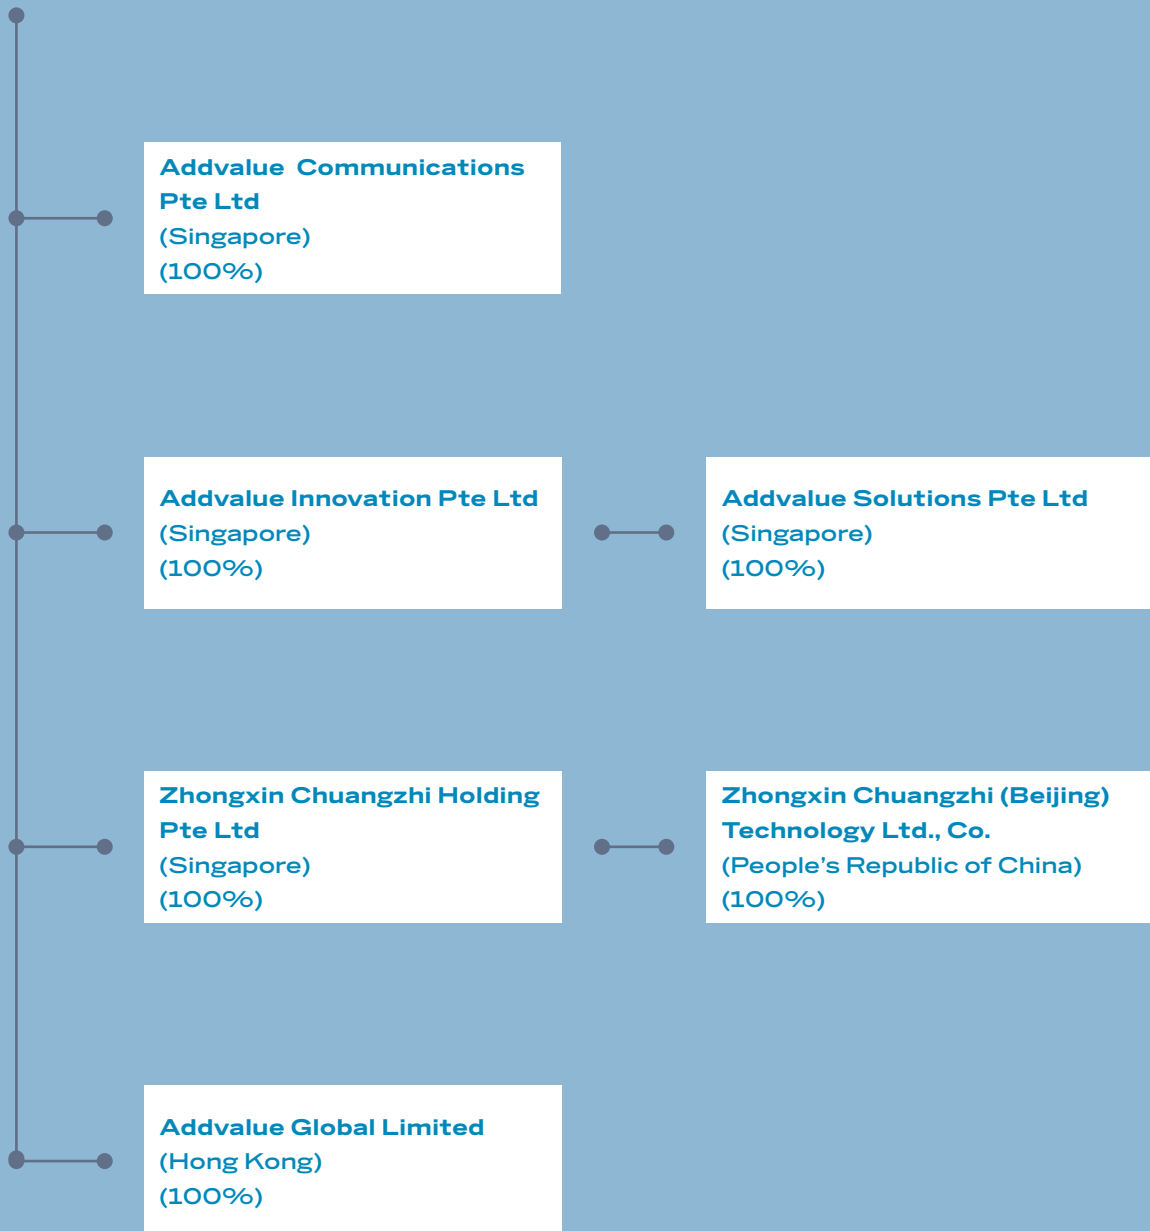 Addvalue Communications
Pte Ltd
(Singapore)
(100%)
Addvalue Innovation Pte Ltd
(Singapore)
(100%)
Addvalue Solutions Pte Ltd
(Singapore)
(100%)
Zhongxin Chuangzhi Holding
Pte Ltd
(Singapore)
(100%)
Zhongxin Chuangzhi (Beijing)
Technology Ltd., Co.
(People’s Republic of China)
(100%)
Addvalue Global Limited
(Hong Kong)
(100%)